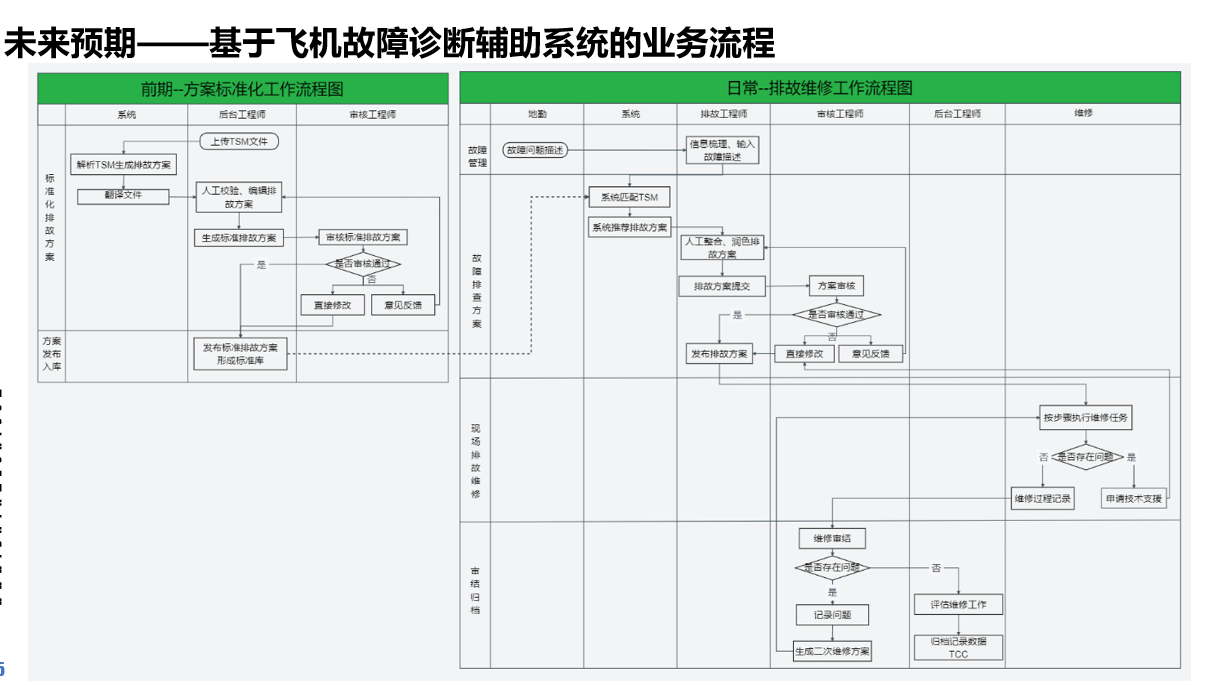 未来预期——基于飞机故障诊断辅助系统的业务流程
前期--方案标准化工作流程图
系统
后台工程师
审核工程师
标
准
化
排
故
方
案
上传TSM文件
解析TSM生成排故方案
翻译文件
人工校验、编辑排
故方案
生成标准排故方案
审核标准排故方案
是否审核通过
是
否
直接修改
意见反馈
方案
发布
入库
发布标准排故方案
形成标准库
日常--排故维修工作流程图
地勤
系统
排故工程师
审核工程师
后台工程师
维修
故障
管理
故障问题描述
信息梳理、输入
故障描述
故
障
排
查
方
案
系统匹配TSM
系统推荐排故方案
人工整合、润色排
故方案
排故方案提交
方案审核
是否审核通过
是
否
发布排故方案
直接修改
意见反馈
现
场
排
故
维
修
按步骤执行维修任务
否
是否存在问题
是
维修过程记录
申请技术支援
审
结
归
档
维修审结
是否存在问题
否
是
评估维修工作
记录问题
归档记录数据
TCC
生成二次维修方案
5